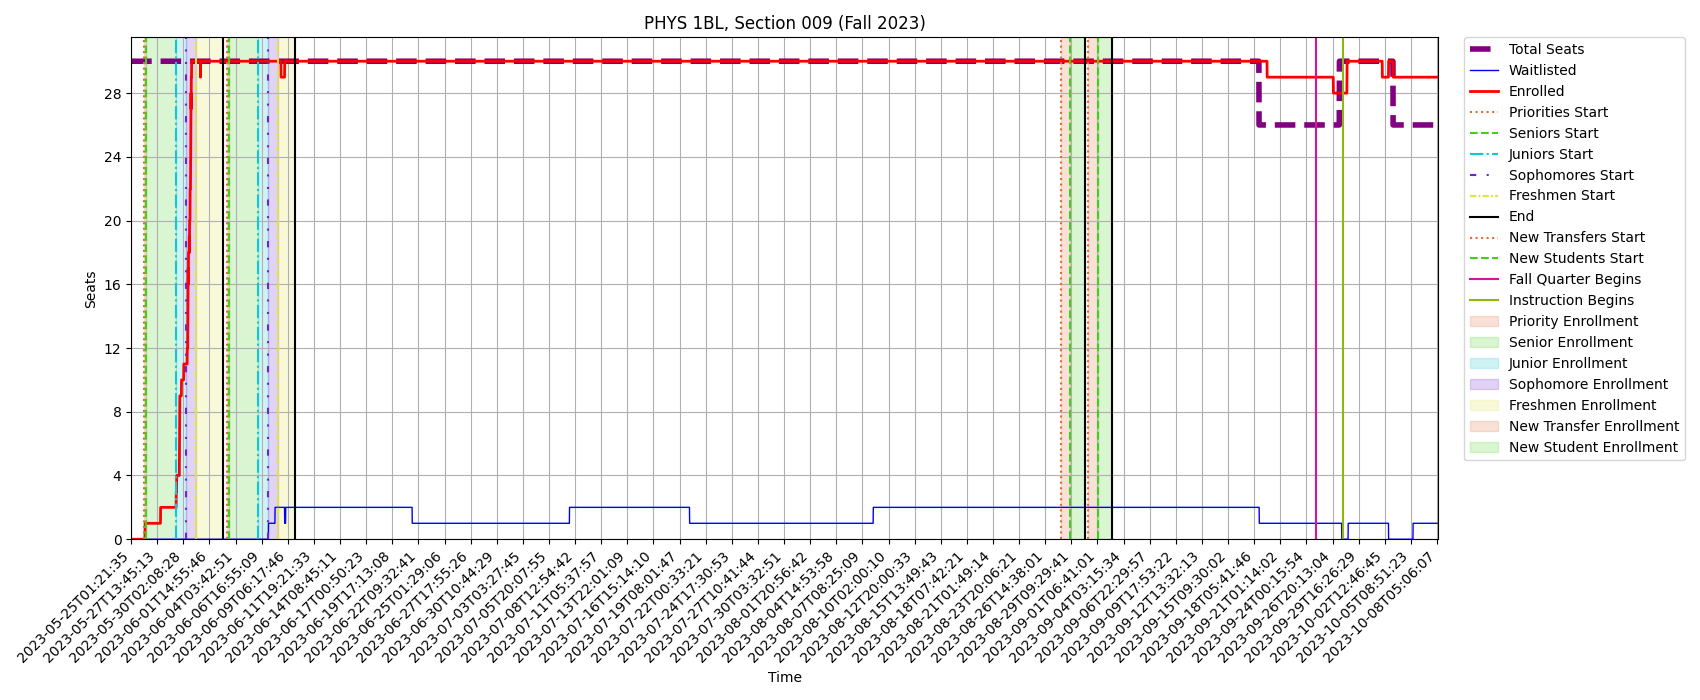 PHYS 1BL, Section 009 (Fall 2023)
Seats
28
24
20
16
12
8
4
0
2023-05-25T01:21:35
2023-05-27T13:45:13
2023-05-30T02:08:28
2023-06-01T14:55:46
2023-06-04T03:42:51
2023-06-06T16:55:09
2023-06-09T06:17:46
2023-06-11T19:21:33
2023-06-14T08:45:11
2023-06-17T00:50:23
2023-06-19T17:13:08
2023-06-22T09:32:41
2023-06-25T01:29:06
2023-06-27T17:55:26
2023-06-30T10:44:29
2023-07-03T03:27:45
2023-07-05T20:07:55
2023-07-08T12:54:42
2023-07-11T05:37:57
2023-07-13T22:01:09
2023-07-16T15:14:10
2023-07-19T08:01:47
2023-07-22T00:33:21
2023-07-24T17:30:53
2023-07-27T10:41:44
2023-07-30T03:32:51
2023-08-01T20:56:42
2023-08-04T14:53:58
2023-08-07T08:25:09
2023-08-10T02:00:10
2023-08-12T20:00:33
2023-08-15T13:49:43
2023-08-18T07:42:21
2023-08-21T01:49:14
2023-08-23T20:06:21
2023-08-26T14:38:01
2023-08-29T09:29:41
2023-09-01T06:41:01
2023-09-04T03:15:34
2023-09-06T22:29:57
2023-09-09T17:53:22
2023-09-12T13:32:13
2023-09-15T09:30:02
2023-09-18T05:41:46
2023-09-21T01:14:02
2023-09-24T00:15:54
2023-09-26T20:13:04
2023-09-29T16:26:29
2023-10-02T12:46:45
2023-10-05T08:51:23
2023-10-08T05:06:07
Time
Total Seats
Waitlisted
Enrolled
Priorities Start
Seniors Start
Juniors Start
Sophomores Start
Freshmen Start
End
New Transfers Start
New Students Start
Fall Quarter Begins
Instruction Begins
Priority Enrollment
Senior Enrollment
Junior Enrollment
Sophomore Enrollment
Freshmen Enrollment
New Transfer Enrollment
New Student Enrollment